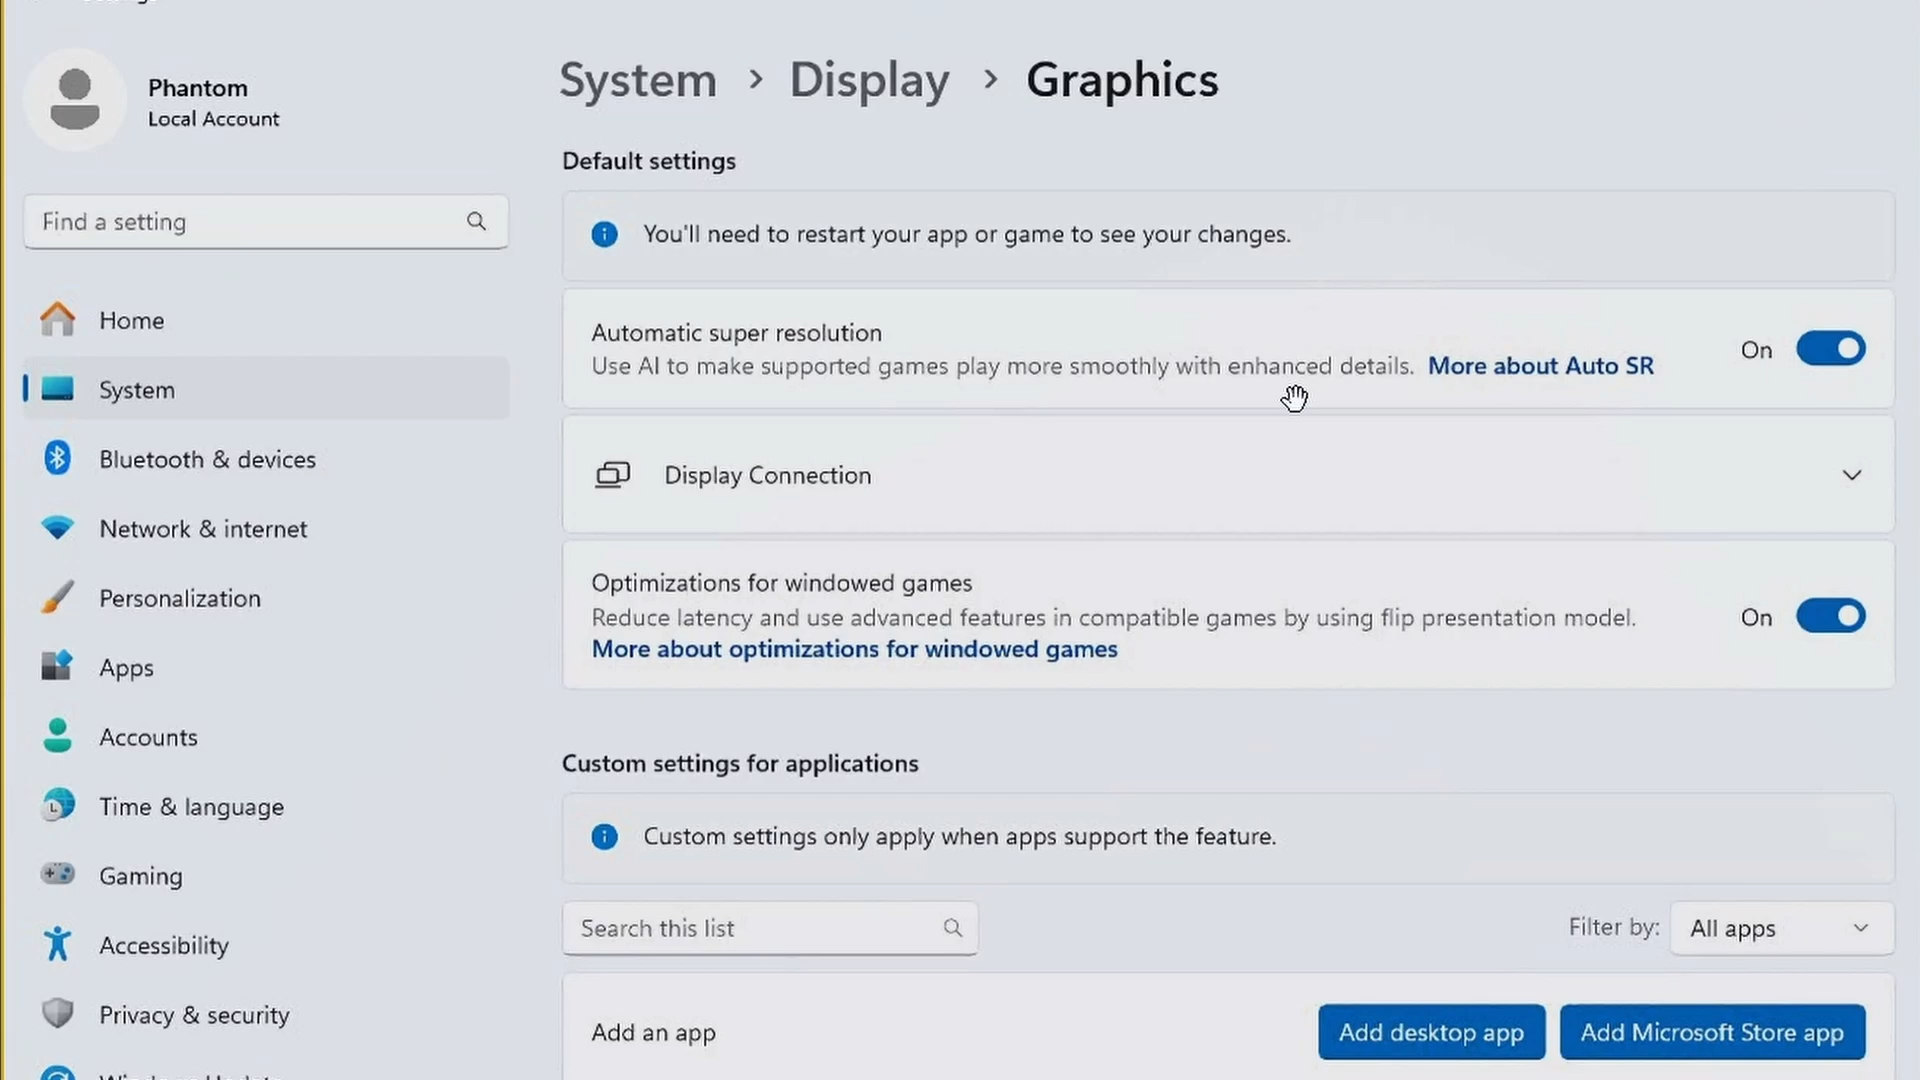 Phantom
Local Account
Find a setting
Home
System
Bluetooth & devices
Network & internet
Personalization
Apps
Accounts
Time & language
Gaming
Accessibility
Privacy & security
System > Display > Graphics
Default settings
You'll need to restart your app or game to see your changes.
Automatic super resolution
Use AI to make supported games play more smoothly with enhanced details. More about Auto SR
On
Display Connection
Optimizations for windowed games
Reduce latency and use advanced features in compatible games by using flip presentation model.
More about optimizations for windowed games
On
Custom settings for applications
Custom settings only apply when apps support the feature.
Search this list
Filter by: All apps
Add an app
Add desktop app
Add Microsoft Store app